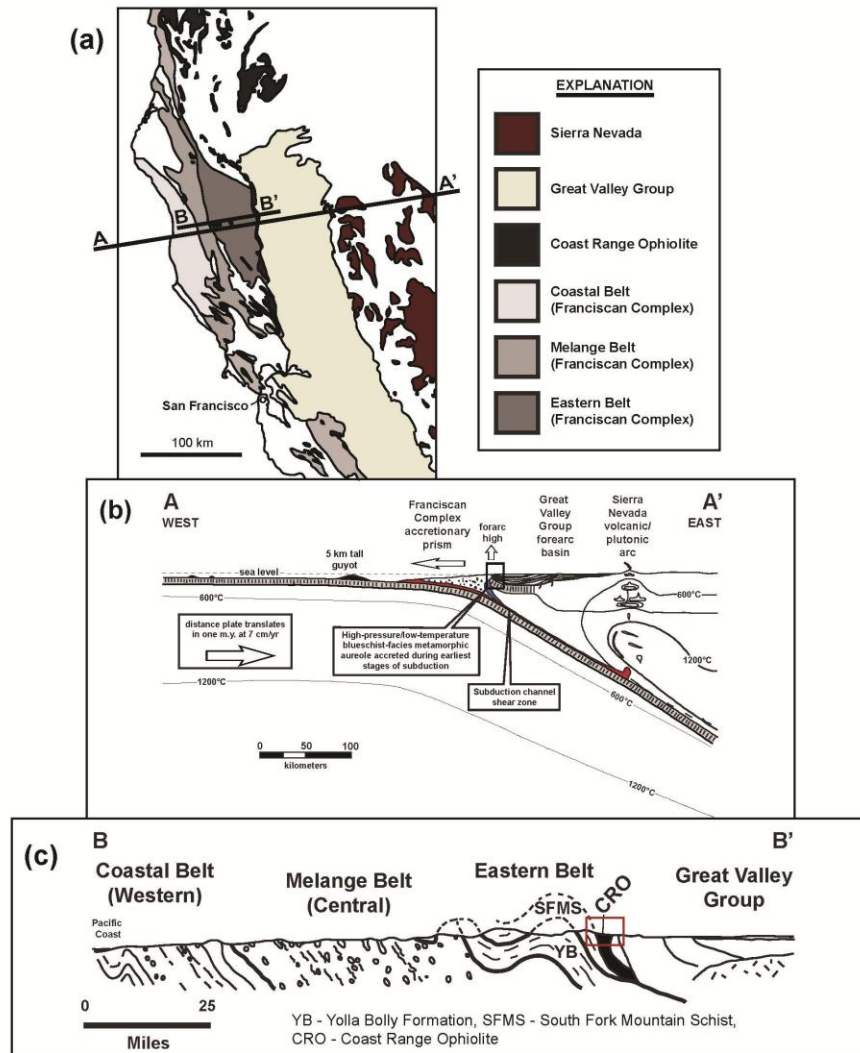 (a)
A
B
B'
A'
San Francisco
100 km
EXPLANATION
Sierra Nevada
Great Valley Group
Coast Range Ophiolite
Coastal Belt
(Franciscan Complex)
Melange Belt
(Franciscan Complex)
Eastern Belt
(Franciscan Complex)
(b)
A
WEST
A'
EAST
Franciscan
Complex
accretionary
prism
forarc
high
Great
Valley
Group
forearc
basin
Sierra
Nevada
volcanic/
plutonic
arc
5 km tall
guyot
sea level
600°C
600°C
distance plate translates
in one m.y. at 7 cm/yr
High-pressure/low-temperature
blueschist-facies metamorphic
aureole accreted during earliest
stages of subduction
Subduction channel
shear zone
1200°C
1200°C
600°C
1200°C
0 50 100
kilometers
(c)
B
B'
Coastal Belt
(Western)
Melange Belt
(Central)
Eastern Belt
CRO
Great Valley
Group
Pacific
Coast
SFMS
YB
0 25
Miles
YB - Yolla Bolly Formation, SFMS - South Fork Mountain Schist,
CRO - Coast Range Ophiolite